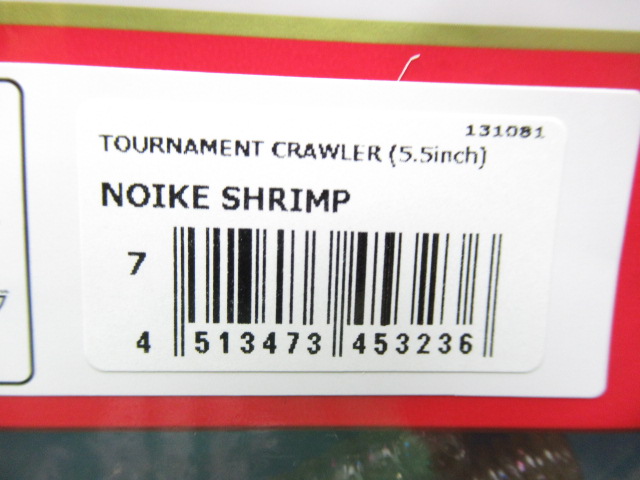 131081
TOURNAMENT CRAWLER (5.5inch)
NOIKE SHRIMP
7
4 513473 453236